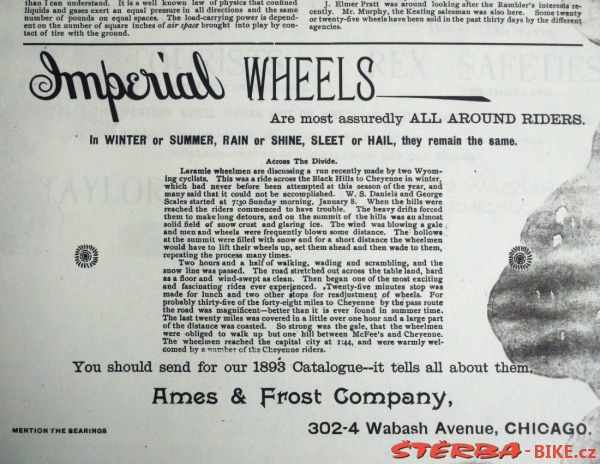 than I can understand. It is a well known law of physics that confined
liquids and gases exert an equal pressure in all directions and the same
number of pounds on equal spaces. The load-carrying power is depend-
ent on the number of square inches of air space brought into play by con-
tact of tire with the ground.
J. Elmer Pratt was around looking after the Rambler's interests re-
cently. Mr. Murphy, the Keating salesman was also here. Some twenty
or twenty-five wheels have been sold in the past thirty days by the different
agencies.
Imperial WHEELS
Are most assuredly ALL AROUND RIDERS.
In WINTER or SUMMER, RAIN or SHINE, SLEET or HAIL, they remain the same.
Across The Divide.
Laramie wheelmen are discussing a run recently made by two Wyom-
ing cyclists. This was a ride across the Black Hills to Cheyenne in winter,
which had never before been attempted at this season of the year, and
many said that it could not be accomplished. W. S. Daniels and George
Scales started at 7:30 Sunday morning, January 8. When the hills were
reached the riders commenced to have trouble. The heavy drifts forced
them to make long detours, and on the summit of the hills was an almost
solid field of snow crust and glaring ice. The wind was blowing a gale
and men and wheels were frequently blown some distance. The hollows
at the summit were filled with snow and for a short distance the wheelmen
would have to lift their wheels up, set them ahead and then wade to them,
repeating the process many times.
Two hours and a half of walking, wading and scrambling, and the
snow line was passed. The road stretched out across the table land, hard
as a floor and wind-swept as clean. Then began one of the most exciting
and fascinating rides ever experienced. Twenty-five minutes stop was
made for lunch and two other stops for readjustment of wheels. For
probably thirty-five of the forty-eight miles to Cheyenne by the pass route
the road was magnificent—better than it is ever found in summer time.
The last twenty miles was covered in a little over one hour and a large part
of the distance was coasted. So strong was the gale, that the wheelmen
were obliged to walk up but one hill between McFee's and Cheyenne.
The wheelmen reached the capital city at 1:44, and were warmly wel-
comed by a number of the Cheyenne riders.
You should send for our 1893 Catalogue--it tells all about them.
Ames & Frost Company,
MENTION THE BEARINGS
302-4 Wabash Avenue, CHICAGO.
ŠTĚRBA-BIKE.cz